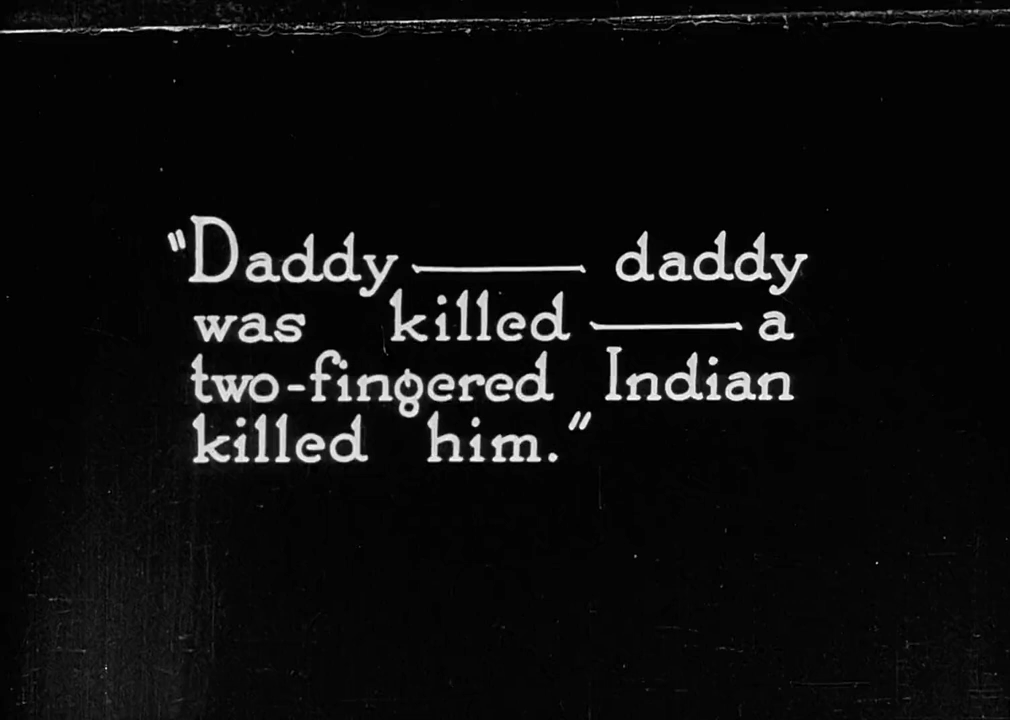 "Daddy —— daddy
was killed —— a
two-fingered Indian
killed him."